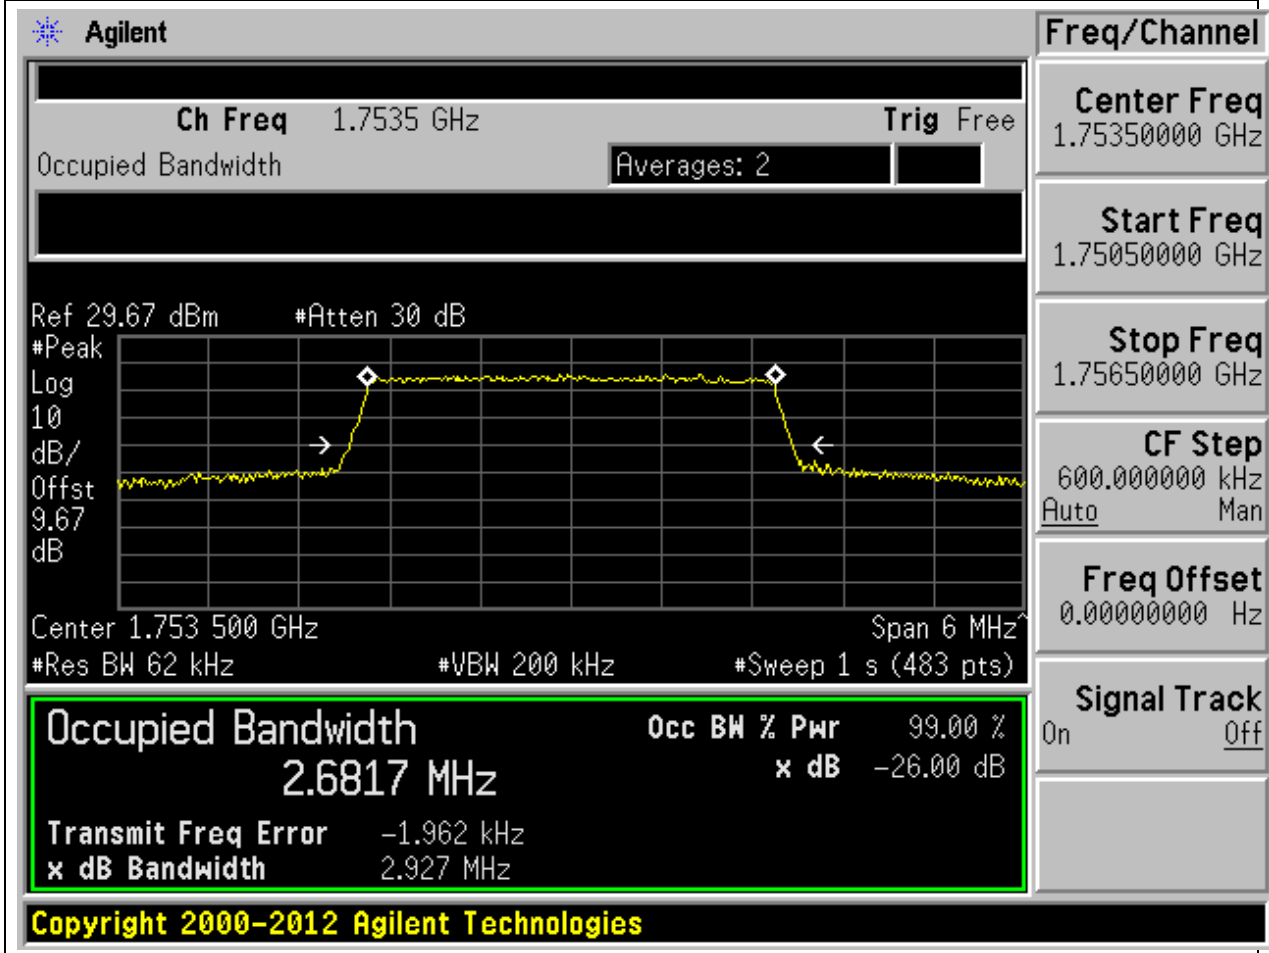 Agilent
Freq/Channel
Ch Freq 1.7535 GHz Trig Free
Occupied Bandwidth Averages: 2
Center Freq
1.75350000 GHz
Start Freq
1.75050000 GHz
Stop Freq
1.75650000 GHz
CF Step
600.000000 kHz
Auto Man
Freq Offset
0.00000000 Hz
Signal Track
On Off
Ref 29.67 dBm #Atten 30 dB
#Peak
Log
10
dB/
Offst
9.67
dB
Center 1.753 500 GHz Span 6 MHz^
#Res BW 62 kHz #VBW 200 kHz #Sweep 1 s (483 pts)
Occupied Bandwidth Occ BW % Pwr 99.00 %
2.6817 MHz x dB -26.00 dB
Transmit Freq Error -1.962 kHz
x dB Bandwidth 2.927 MHz
Copyright 2000-2012 Agilent Technologies